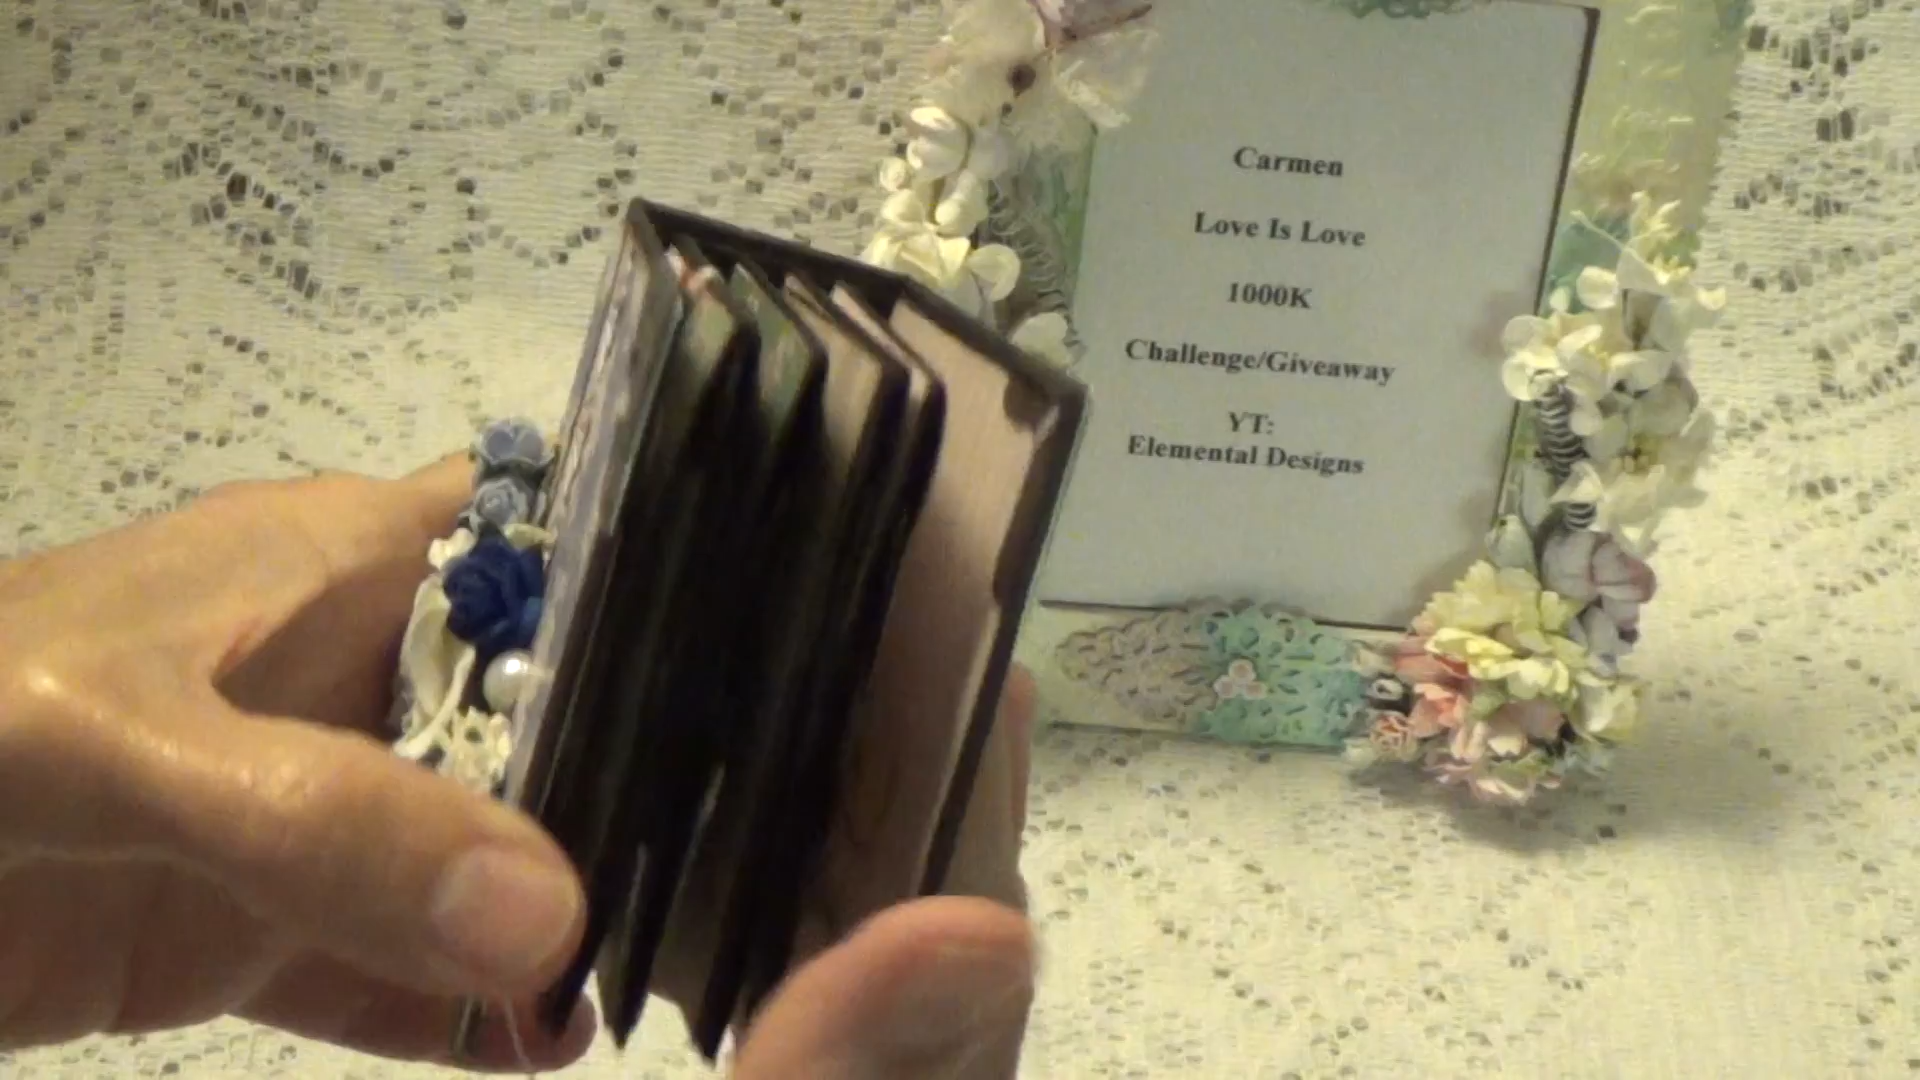 Carmen
Love Is Love
1000K
Challenge/Giveaway
YT:
Elemental Designs